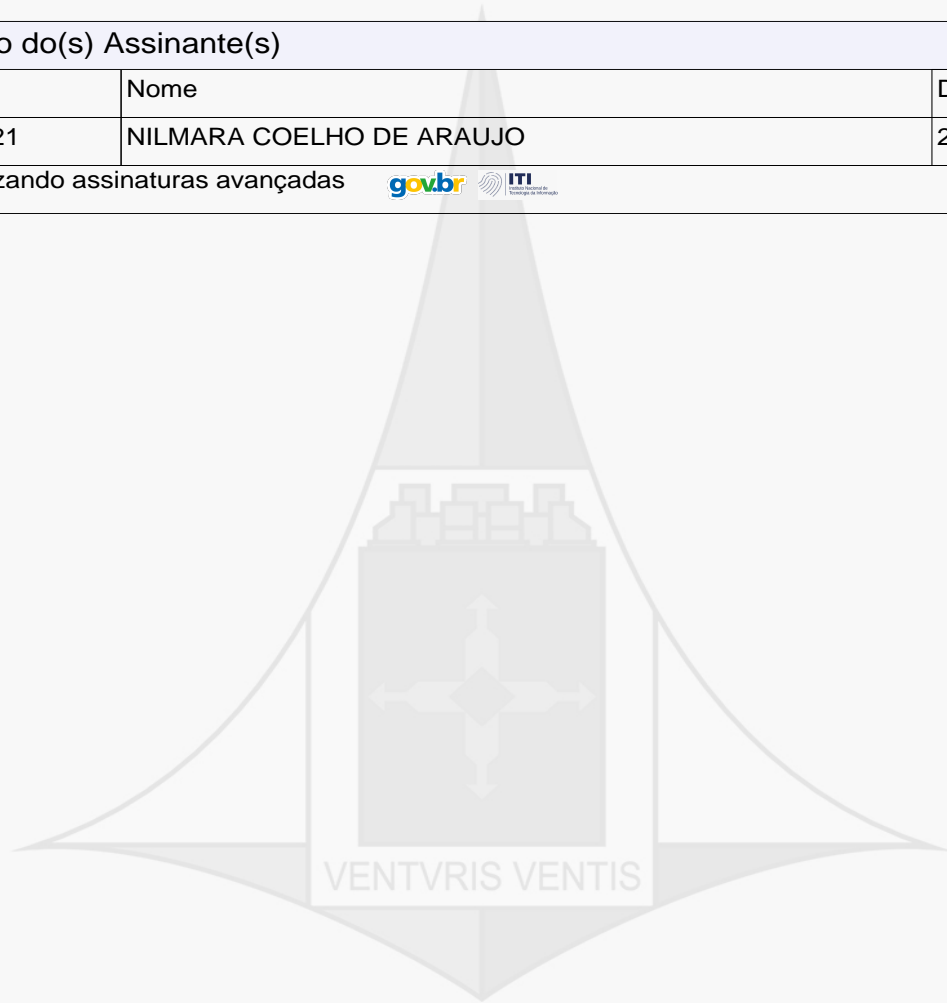 o do(s) Assinante(s)
Nome D
21 NILMARA COELHO DE ARAUJO 2
zando assinaturas avançadas gov.br ITI
VENTVRIS VENTIS